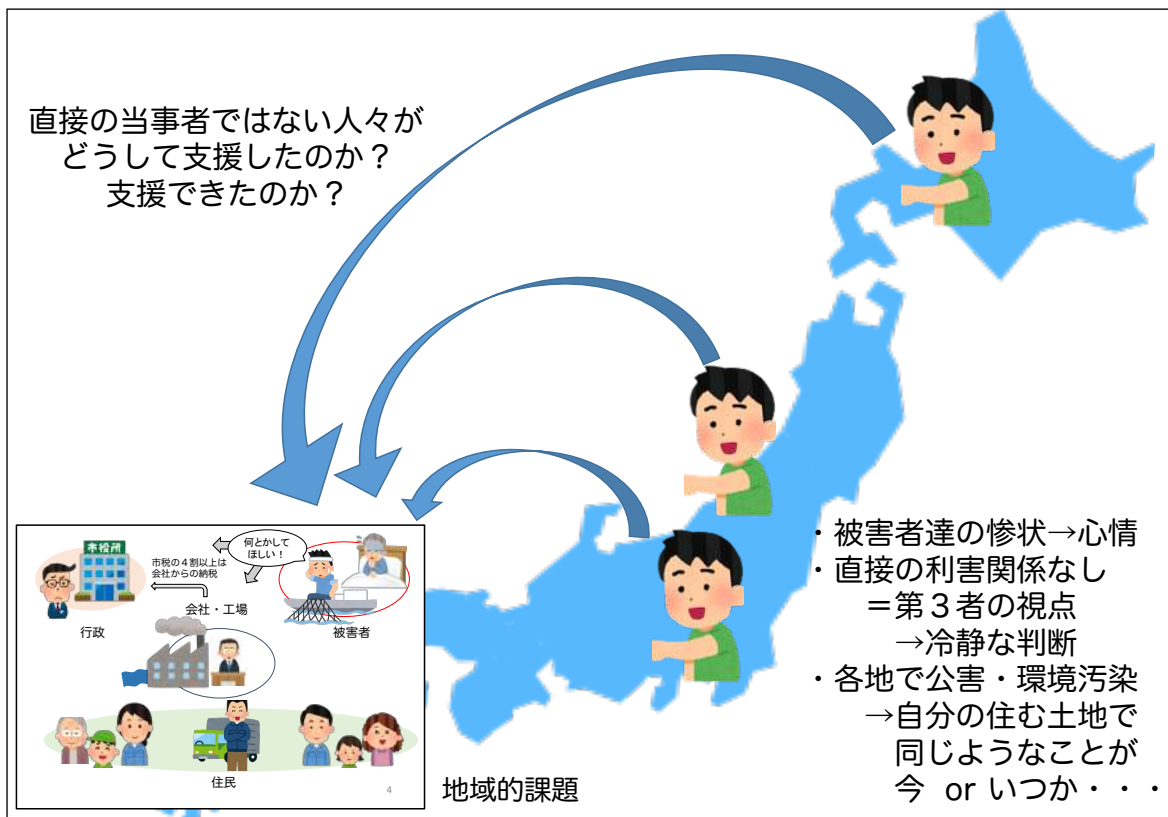 直接の当事者ではない人々が
どうして支援したのか？
支援できたのか？
市役所
市税の４割以上は
会社からの納税
何とかして
ほしい！
行政
会社・工場
被害者
住民
4
地域的課題
・被害者達の惨状→心情
・直接の利害関係なし
＝第３者の視点
→冷静な判断
・各地で公害・環境汚染
→自分の住む土地で
同じようなことが
今 or いつか・・・